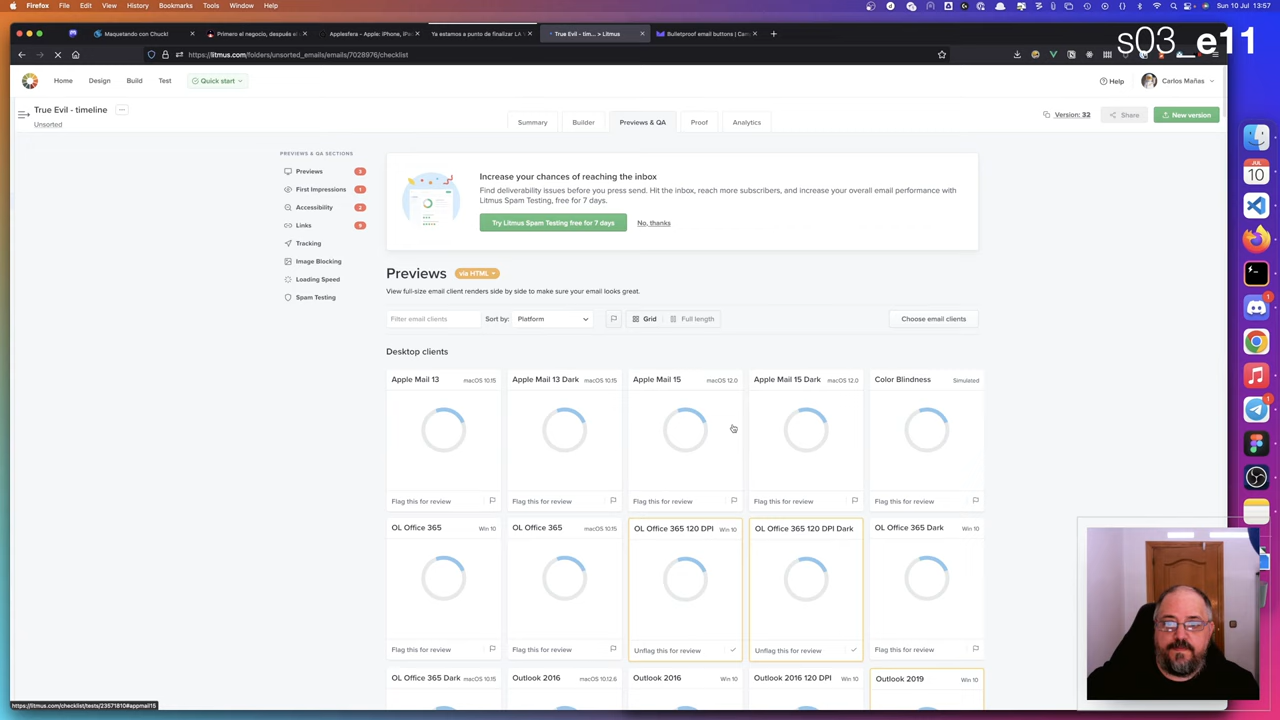 Firefox File Edit View History Bookmarks Tools Window Help
Sun 10 Jul 13:57
Maquetando con Chuck!
Primero el negocio, después el
Applesfera - Apple: iPhone, iP
Ya estamos a punto de finalizar LA
True Evil - tim... > Litmus
Bulletproof email buttons | Cam
s03_e11
https://litmus.com/folders/unsorted_emails/emails/7028976/checklist
Home Design Build Test Quick start
Help Carlos Mañas
True Evil - timeline
Unsorted
Summary Builder Previews & QA Proof Analytics
Version: 32 Share New version
PREVIEWS & QA SECTIONS
Previews 3
First Impressions 1
Accessibility 2
Links
Tracking
Image Blocking
Loading Speed
Spam Testing
Increase your chances of reaching the inbox
Find deliverability issues before you press send. Hit the inbox, reach more subscribers, and increase your overall email performance with
Litmus Spam Testing, free for 7 days.
Try Litmus Spam Testing free for 7 days No, thanks
Previews via HTML
View full-size email client renders side by side to make sure your email looks great.
Filter email clients Sort by: Platform Grid Full length Choose email clients
Desktop clients
Apple Mail 13 macOS 10.15
Apple Mail 13 Dark macOS 10.15
Apple Mail 15 macOS 12.0
Apple Mail 15 Dark macOS 12.0
Color Blindness Simulated
Flag this for review
Flag this for review
Flag this for review
Flag this for review
Flag this for review
OL Office 365 Win 10
OL Office 365 macOS 10.15
OL Office 365 120 DPI Win 10
OL Office 365 120 DPI Dark
OL Office 365 Dark Win 10
Flag this for review
Flag this for review
Unflag this for review
Unflag this for review
Flag this for review
OL Office 365 Dark macOS 10.15
Outlook 2016 macOS 10.12.6
Outlook 2016 Win 10
Outlook 2016 120 DPI Win 10
Outlook 2019 Win 10
https://litmus.com/checklist/tests/23571810#appmail15
JUL
10
1
1